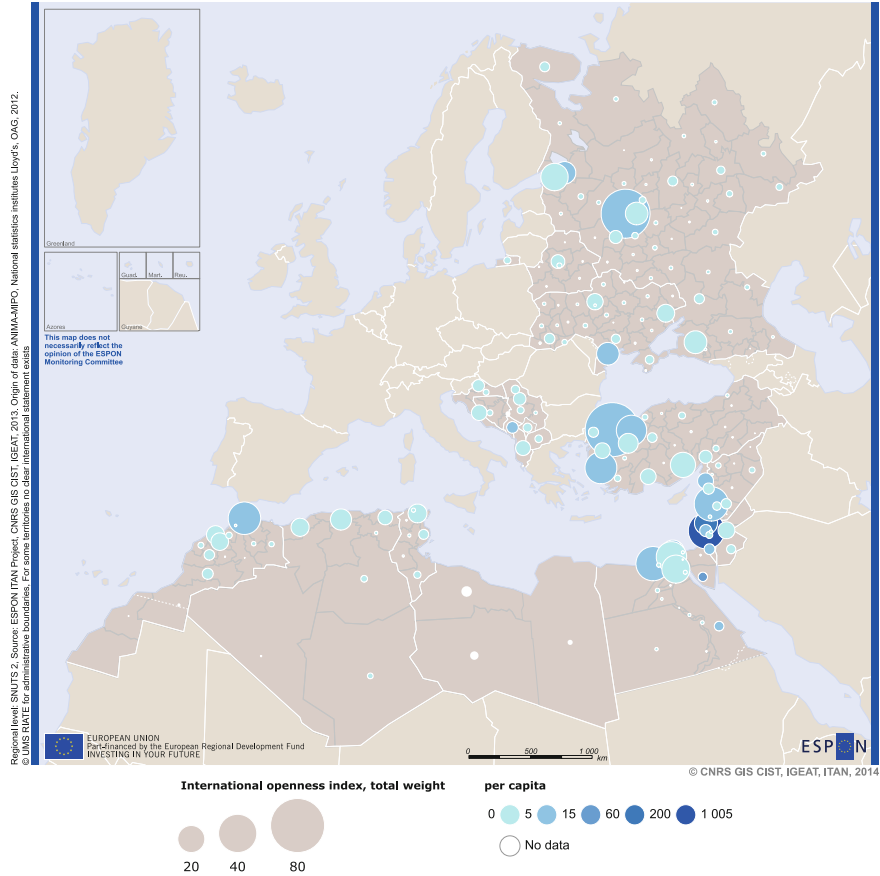 Regional level: SNUTS 2, Source: ESPON ITAN Project, CNRS GIS CIST, IGEAT, 2013. Origin of data: ANIMA-MIPO, National statistics institutes Lloyd's, OAG, 2012.
© UMS RIATE for administrative boundaries. For some territories no clear international statement exists
Greenland
Guad.
Mart.
Reu.
Azores
Guyane
This map does not
necessarily reflect the
opinion of the ESPON
Monitoring Committee
EUROPEAN UNION
Part-financed by the European Regional Development Fund
INVESTING IN YOUR FUTURE
0 500 1 000
km
ESPON
© CNRS GIS CIST, IGEAT, ITAN, 2014
International openness index, total weight
20 40 80
per capita
0 5 15 60 200 1 005
No data